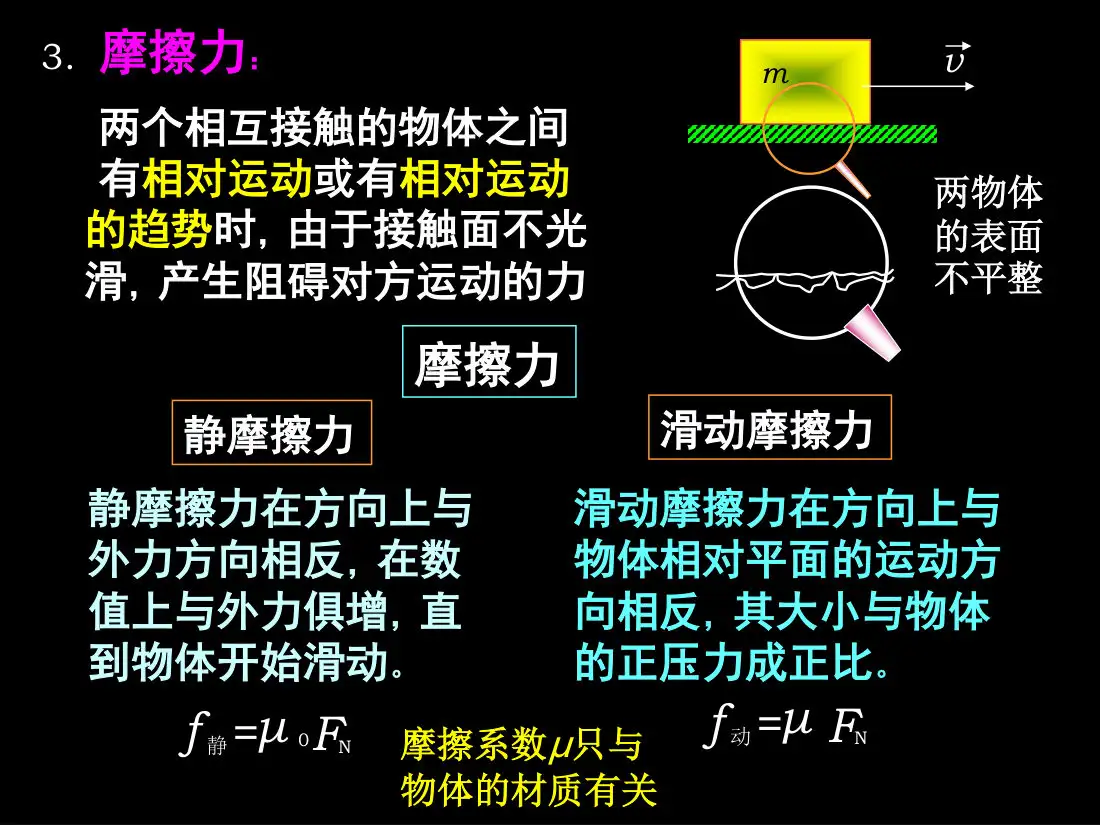 3. 摩擦力：
m
v
两个相互接触的物体之间
有相对运动或有相对运动
的趋势时，由于接触面不光
滑，产生阻碍对方运动的力
两物体
的表面
不平整
摩擦力
静摩擦力
滑动摩擦力
静摩擦力在方向上与
外力方向相反，在数
值上与外力俱增，直
到物体开始滑动。
滑动摩擦力在方向上与
物体相对平面的运动方
向相反，其大小与物体
的正压力成正比。
f静=μ0FN
f动=μ FN
摩擦系数μ只与
物体的材质有关